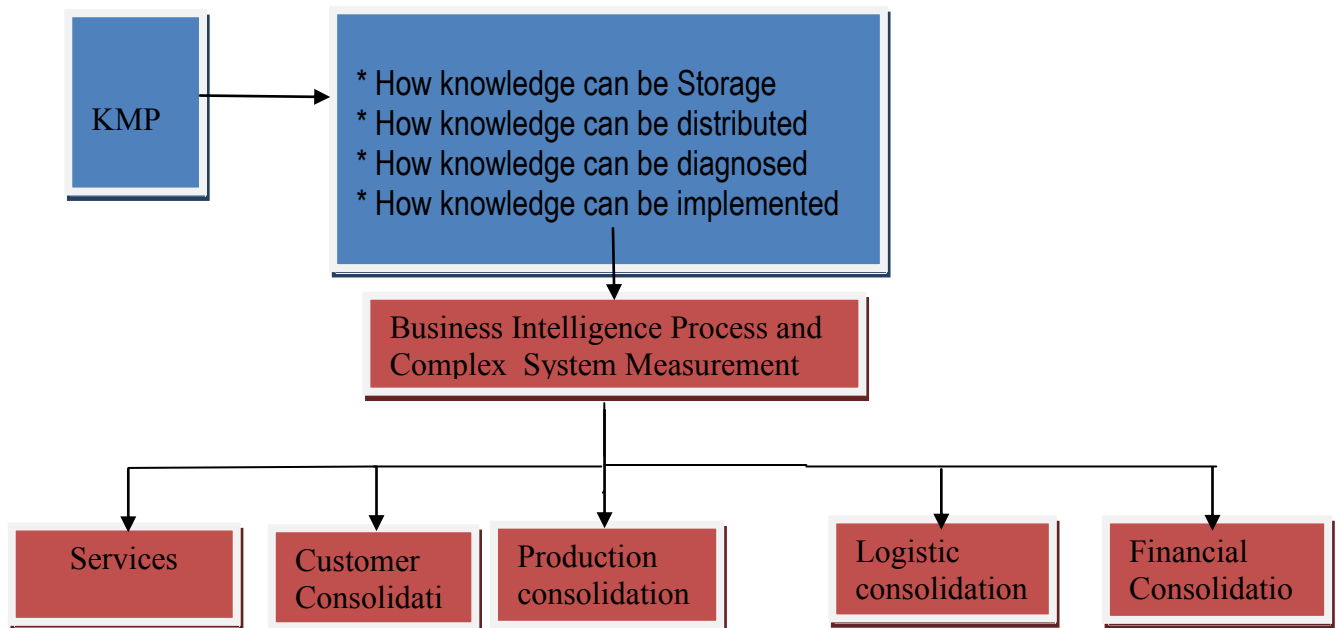 KMP
* How knowledge can be Storage
* How knowledge can be distributed
* How knowledge can be diagnosed
* How knowledge can be implemented
Business Intelligence Process and
Complex System Measurement
Services
Customer
Consolidati
Production
consolidation
Logistic
consolidation
Financial
Consolidatio